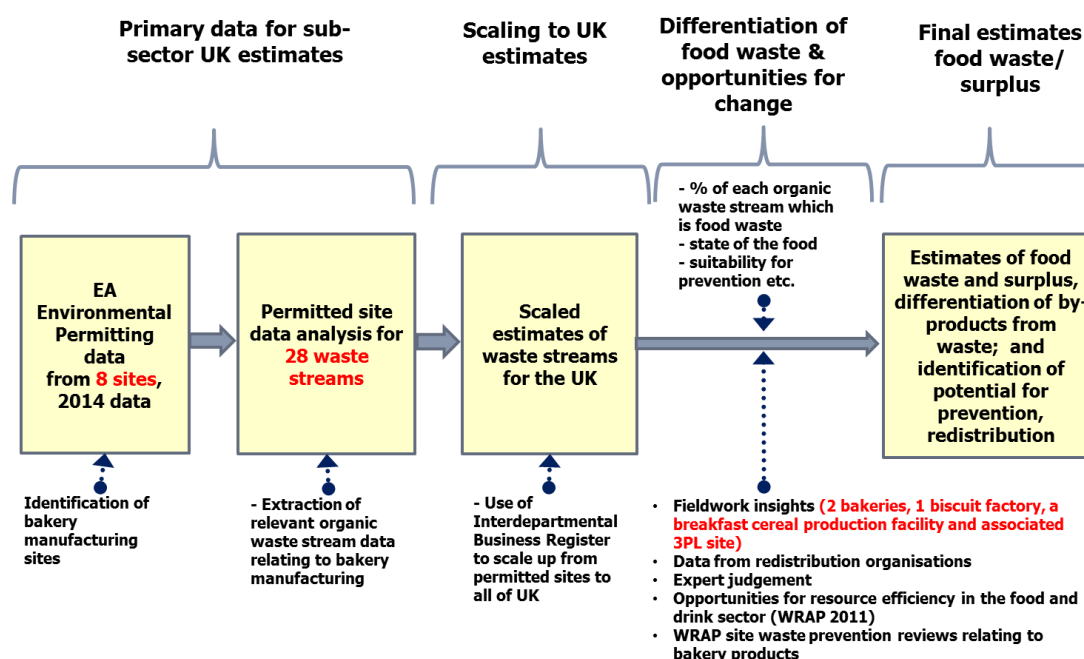 Primary data for sub-
sector UK estimates
Scaling to UK
estimates
Differentiation of
food waste &
opportunities for
change
Final estimates
food waste/
surplus
- % of each organic
waste stream which
is food waste
- state of the food
- suitability for
prevention etc.
EA
Environmental
Permitting
data
from 8 sites,
2014 data
Permitted site
data analysis for
28 waste
streams
Scaled
estimates of
waste streams
for the UK
Estimates of food
waste and surplus,
differentiation of by-
products from
waste; and
identification of
potential for
prevention,
redistribution
Identification of
bakery
manufacturing
sites
- Extraction of
relevant organic
waste stream data
relating to bakery
manufacturing
- Use of
Interdepartmental
Business Register
to scale up from
permitted sites to
all of UK
• Fieldwork insights (2 bakeries, 1 biscuit factory, a
breakfast cereal production facility and associated
3PL site)
• Data from redistribution organisations
• Expert judgement
• Opportunities for resource efficiency in the food and
drink sector (WRAP 2011)
• WRAP site waste prevention reviews relating to
bakery products